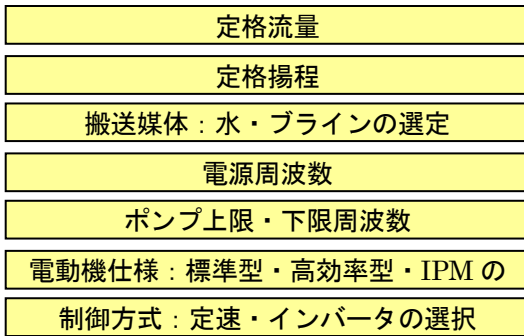 定格流量
定格揚程
搬送媒体：水・ブラインの選定
電源周波数
ポンプ上限・下限周波数
電動機仕様：標準型・高効率型・IPM の
制御方式：定速・インバータの選択